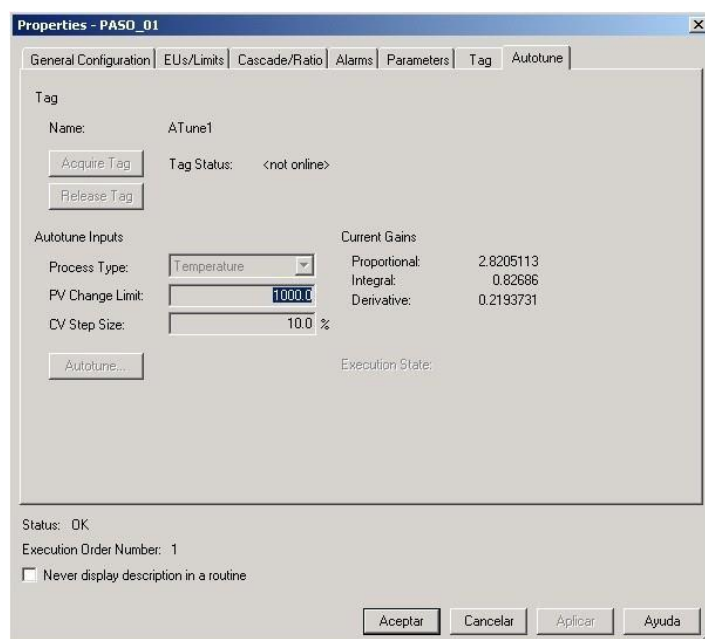 Properties - PASO_01
General Configuration EUs/Limits Cascade/Ratio Alarms Parameters Tag Autotune
Tag
Name: ATune1
Acquire Tag Tag Status: <not online>
Release Tag
Autotune Inputs Current Gains
Process Type: Temperature Proportional: 2.8205113
Integral: 0.82686
PV Change Limit: 1000.0 Derivative: 0.2193731
CV Step Size: 10.0 %
Autotune... Execution State:
Status: OK
Execution Order Number: 1
Never display description in a routine
Aceptar Cancelar Aplicar Ayuda